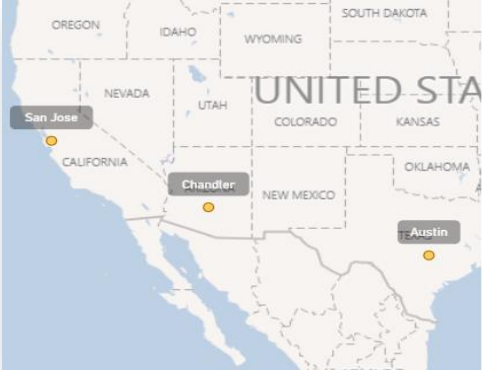 SOUTH DAKOTA
OREGON
IDAHO
WYOMING
UNITED STA
NEVADA
UTAH
COLORADO
KANSAS
San Jose
CALIFORNIA
OKLAHOMA
Chandler
NEW MEXICO
Austin